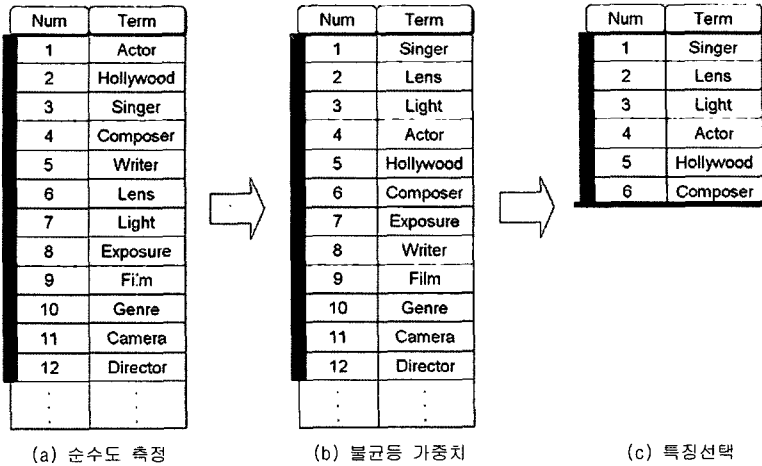 Num Term
1 Actor
2 Hollywood
3 Singer
4 Composer
5 Writer
6 Lens
7 Light
8 Exposure
9 Film
10 Genre
11 Camera
12 Director
(a) 순수도 측정
Num Term
1 Singer
2 Lens
3 Light
4 Actor
5 Hollywood
6 Composer
7 Exposure
8 Writer
9 Film
10 Genre
11 Camera
12 Director
(b) 불균등 가중치
Num Term
1 Singer
2 Lens
3 Light
4 Actor
5 Hollywood
6 Composer
(c) 특징선택